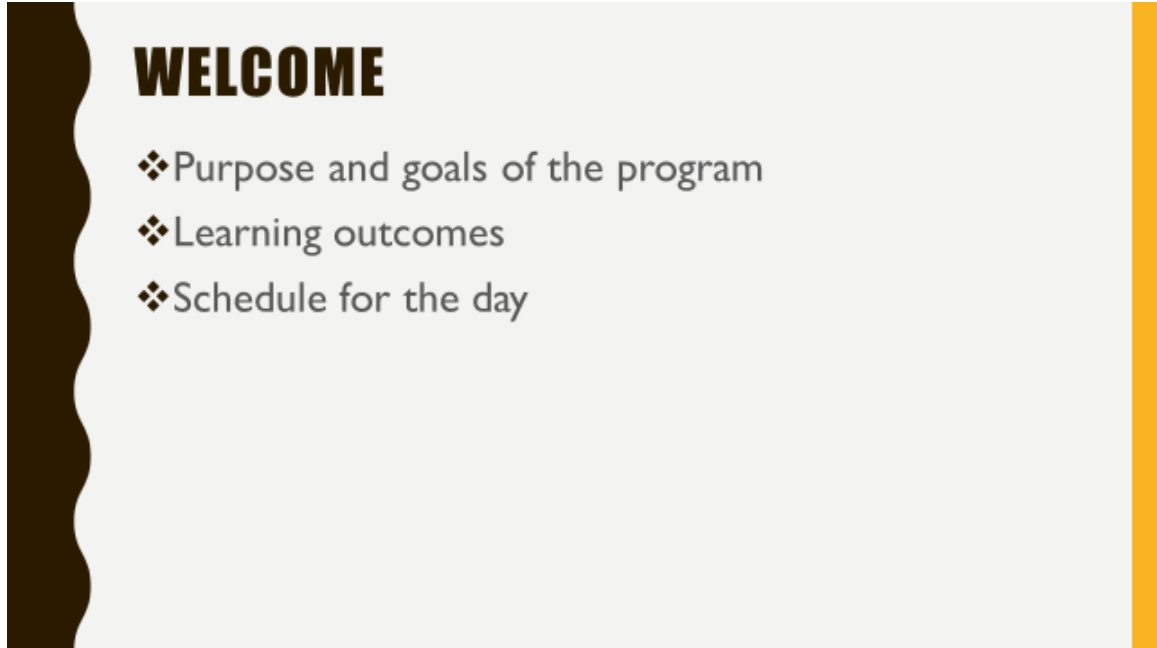 WELCOME
❖Purpose and goals of the program
❖Learning outcomes
❖Schedule for the day